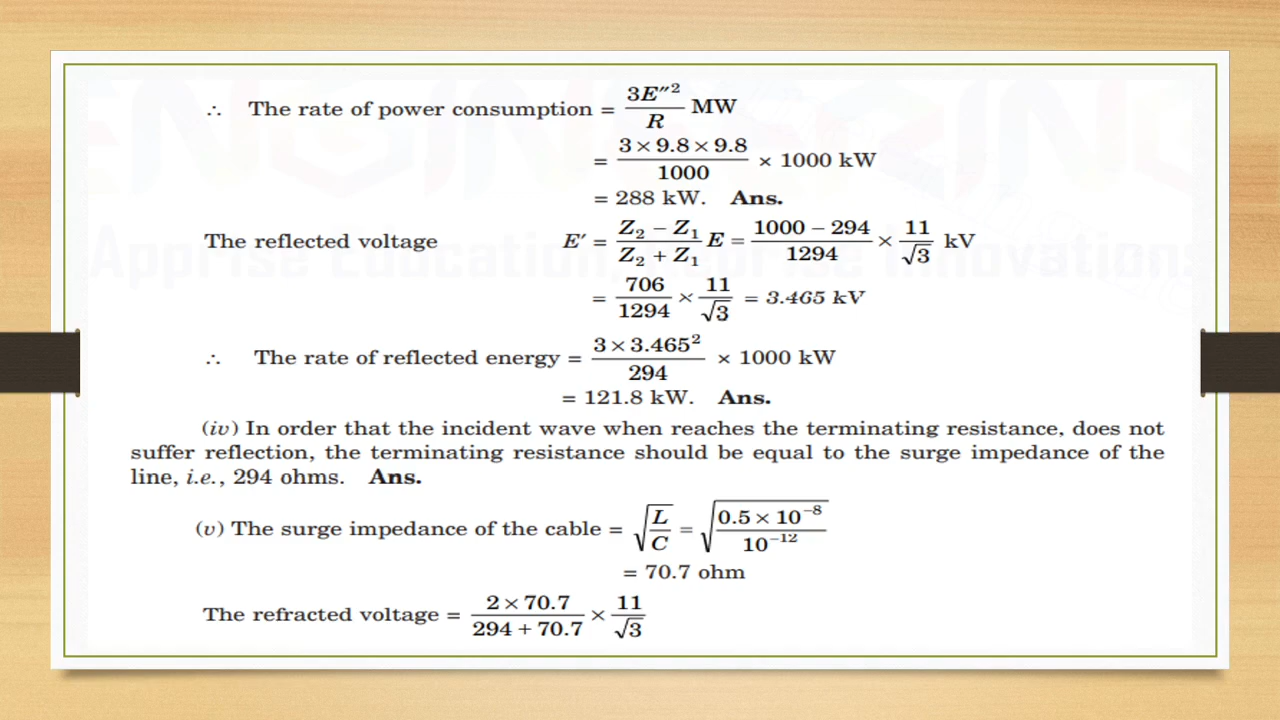 ENGINEERING
Apprise Education, Reprise Innovations
∴ The rate of power consumption = 3E″² / R MW
= 3 × 9.8 × 9.8 / 1000 × 1000 kW
= 288 kW. Ans.
The reflected voltage E′ = Z₂ − Z₁ / Z₂ + Z₁ E = 1000 − 294 / 1294 × 11 / √3 kV
= 706 / 1294 × 11 / √3 = 3.465 kV
∴ The rate of reflected energy = 3 × 3.465² / 294 × 1000 kW
= 121.8 kW. Ans.
(iv) In order that the incident wave when reaches the terminating resistance, does not
suffer reflection, the terminating resistance should be equal to the surge impedance of the
line, i.e., 294 ohms. Ans.
(v) The surge impedance of the cable = √(L / C) = √(0.5 × 10⁻⁸ / 10⁻¹²)
= 70.7 ohm
The refracted voltage = 2 × 70.7 / 294 + 70.7 × 11 / √3